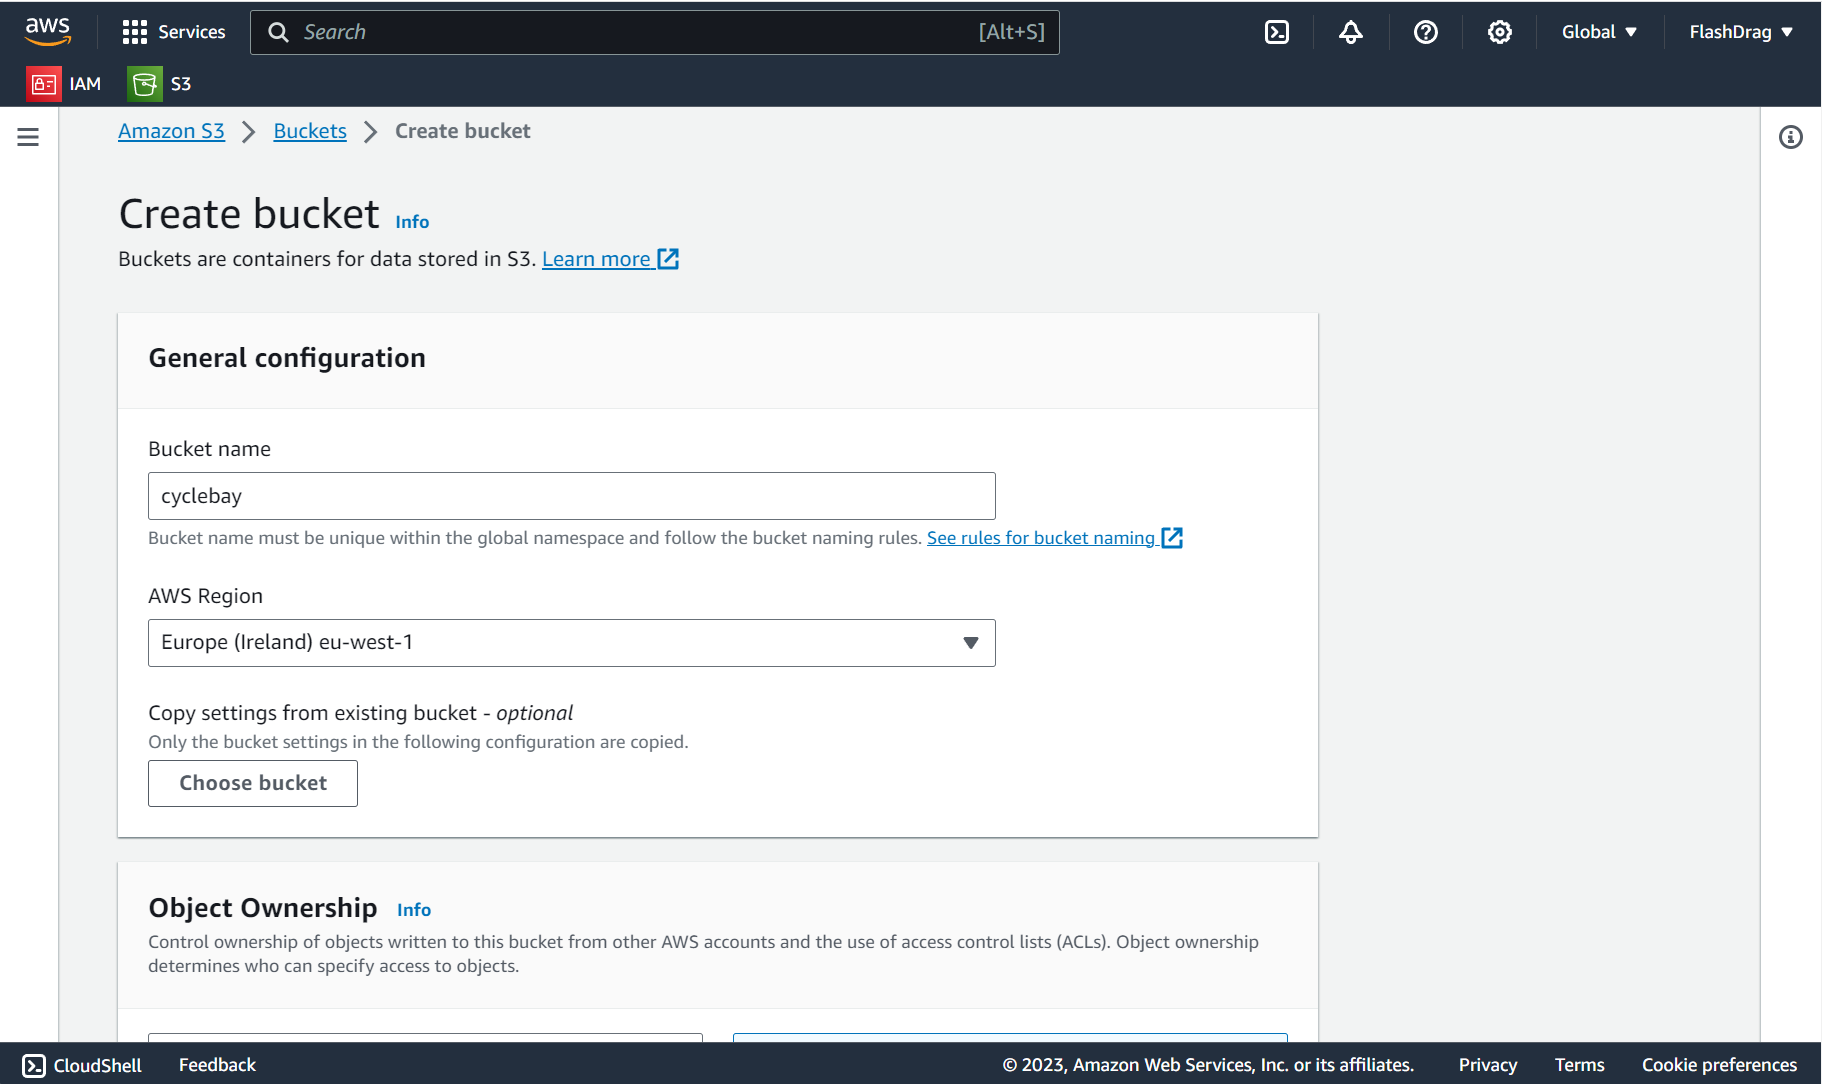 aws
Services
Search
[Alt+S]
Global
FlashDrag
IAM
S3
Amazon S3
Buckets
Create bucket
Create bucket
Info
Buckets are containers for data stored in S3. Learn more
General configuration
Bucket name
cyclebay
Bucket name must be unique within the global namespace and follow the bucket naming rules. See rules for bucket naming
AWS Region
Europe (Ireland) eu-west-1
Copy settings from existing bucket - optional
Only the bucket settings in the following configuration are copied.
Choose bucket
Object Ownership
Info
Control ownership of objects written to this bucket from other AWS accounts and the use of access control lists (ACLs). Object ownership
determines who can specify access to objects.
CloudShell
Feedback
© 2023, Amazon Web Services, Inc. or its affiliates.
Privacy
Terms
Cookie preferences